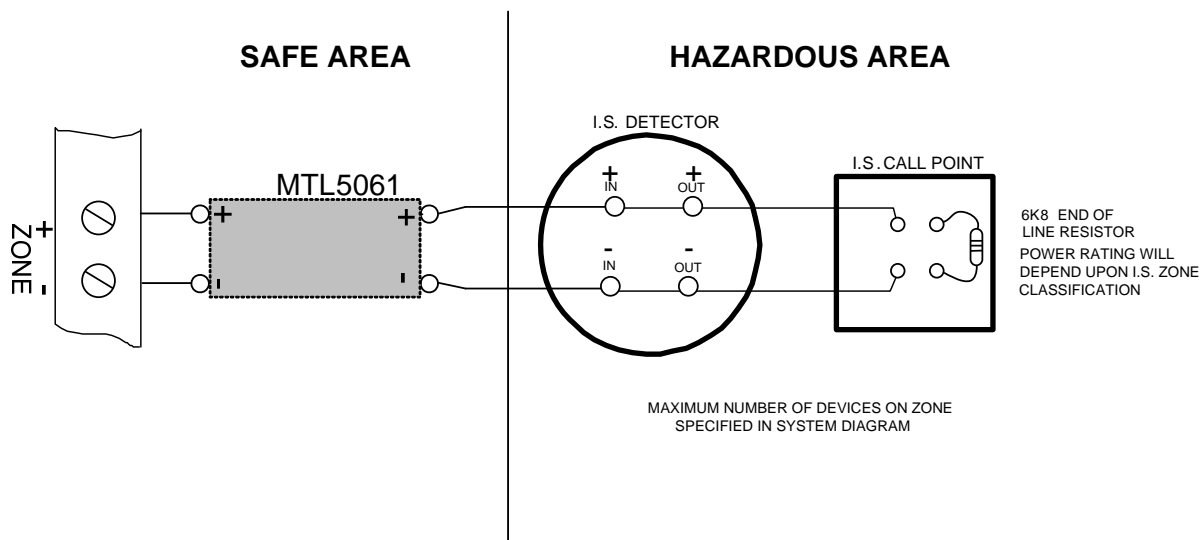 SAFE AREA
HAZARDOUS AREA
I.S. DETECTOR
I.S. CALL POINT
MTL5061
+ +
IN OUT
- -
IN OUT
+
ZONE
-
+ +
- -
6K8 END OF
LINE RESISTOR
POWER RATING WILL
DEPEND UPON I.S. ZONE
CLASSIFICATION
MAXIMUM NUMBER OF DEVICES ON ZONE
SPECIFIED IN SYSTEM DIAGRAM